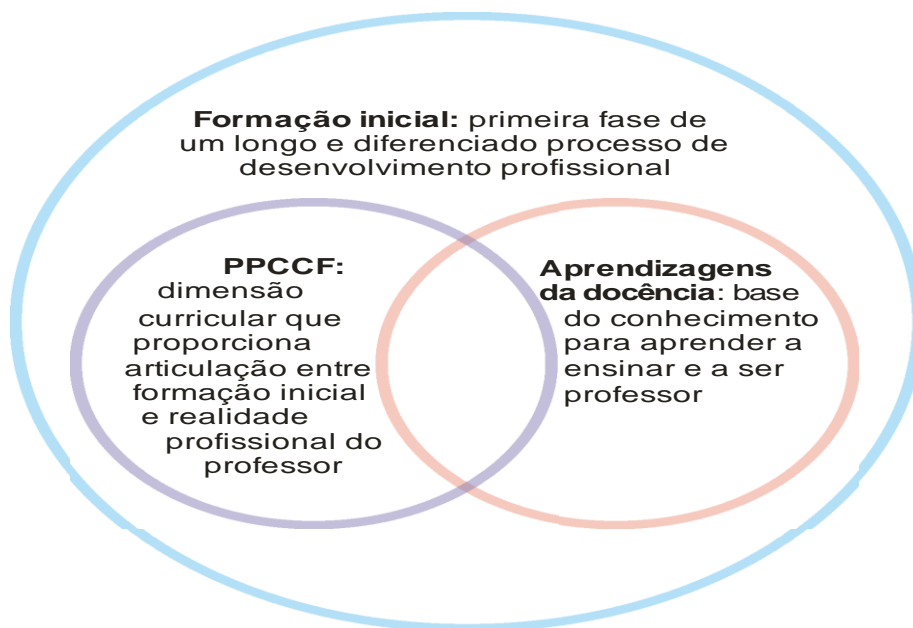 Formação inicial: primeira fase de
um longo e diferenciado processo de
desenvolvimento profissional
PPCCF:
dimensão
curricular que
proporciona
articulação entre
formação inicial
e realidade
profissional do
professor
Aprendizagens
da docência: base
do conhecimento
para aprender a
ensinar e a ser
professor